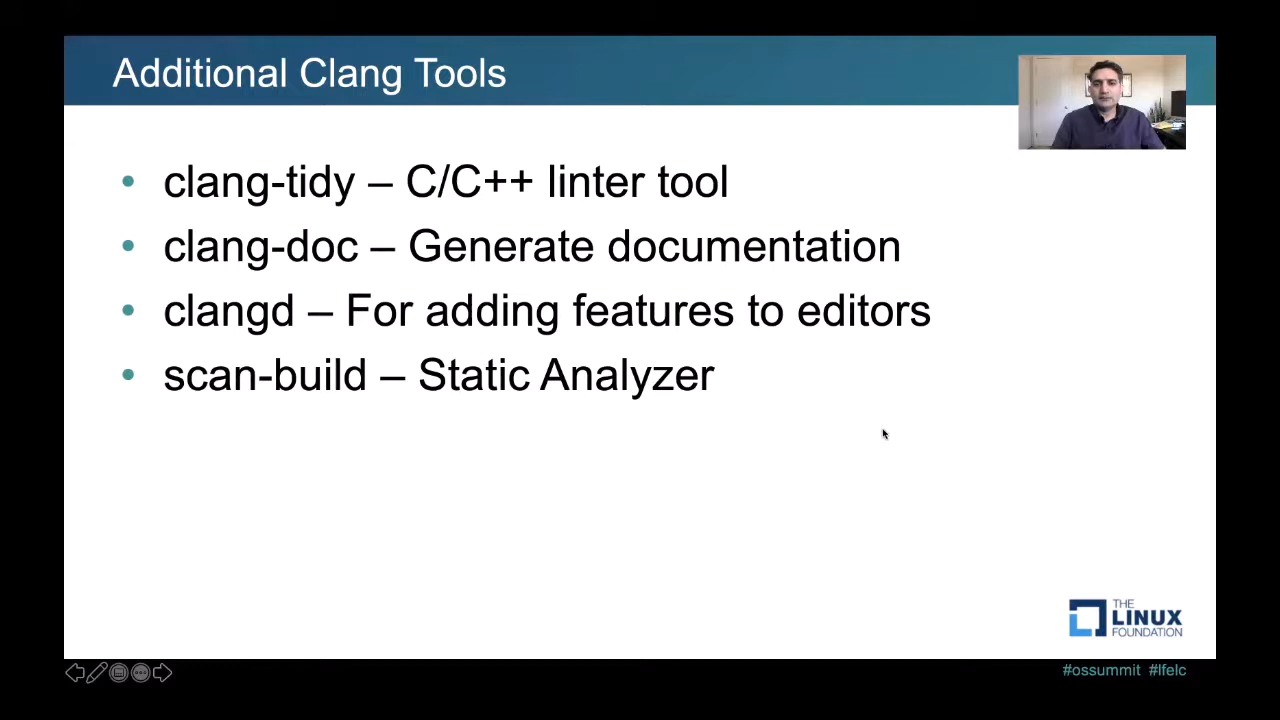 Additional Clang Tools
• clang-tidy – C/C++ linter tool
• clang-doc – Generate documentation
• clangd – For adding features to editors
• scan-build – Static Analyzer
THE
LINUX
FOUNDATION
#ossummit #lfelc